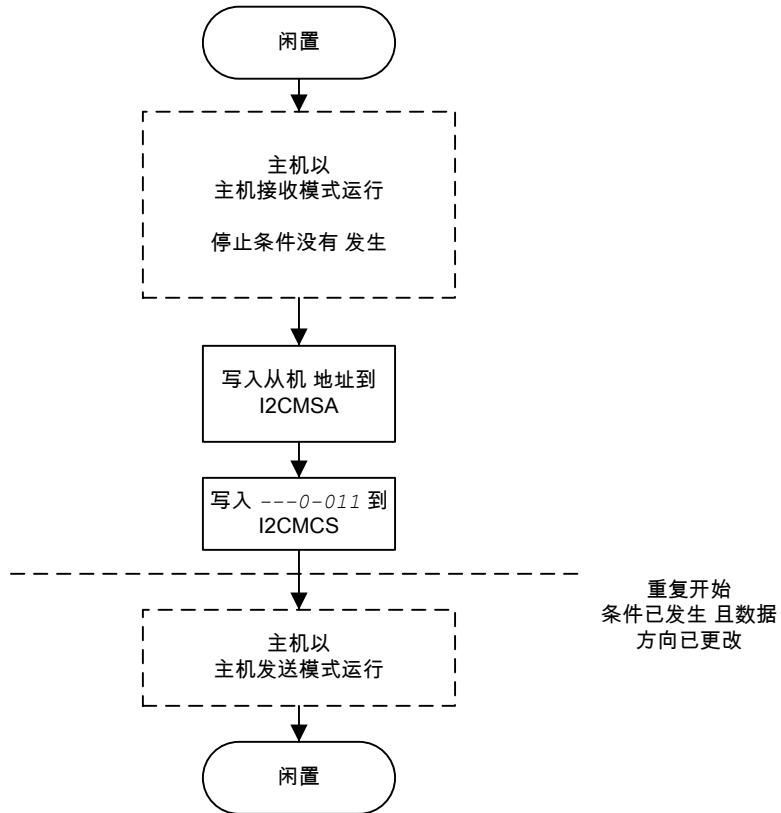 闲置
主机以
主机接收模式运行
停止条件没有 发生
写入从机 地址到
I2CMSA
写入 ---0-011 到
I2CMCS
重复开始
条件已发生 且数据
方向已更改
主机以
主机发送模式运行
闲置